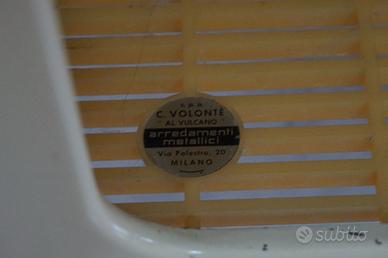 s.p.a.
C. VOLONTÈ
"AL VULCANO"
arredamenti
metallici
Via Palestro, 20
MILANO
subito